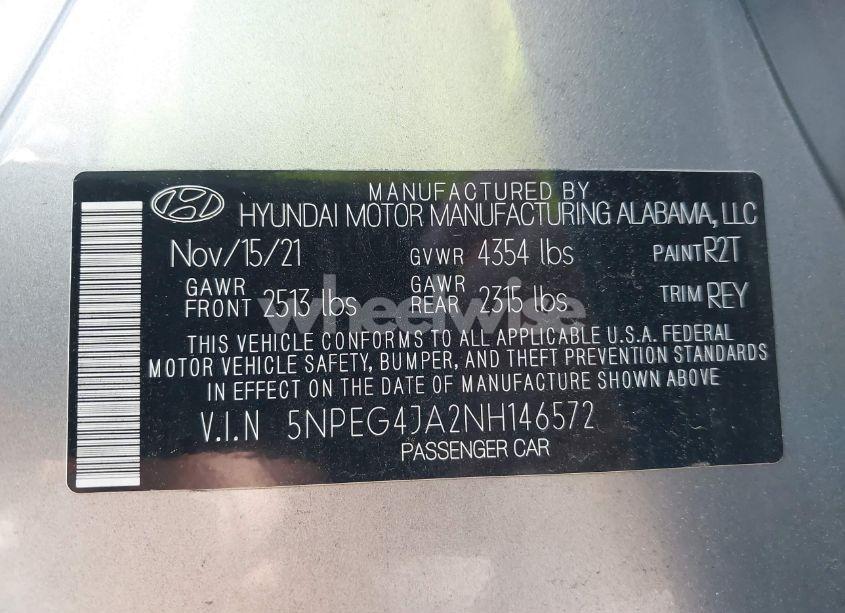 MANUFACTURED BY
HYUNDAI MOTOR MANUFACTURING ALABAMA, LLC
Nov/15/21 GVWR 4354 lbs PAINT R2T
GAWR FRONT 2513 lbs GAWR REAR 2315 lbs TRIM REY
wheelwise
THIS VEHICLE CONFORMS TO ALL APPLICABLE U.S.A. FEDERAL
MOTOR VEHICLE SAFETY, BUMPER, AND THEFT PREVENTION STANDARDS
IN EFFECT ON THE DATE OF MANUFACTURE SHOWN ABOVE
V.I.N 5NPEG4JA2NH146572
PASSENGER CAR